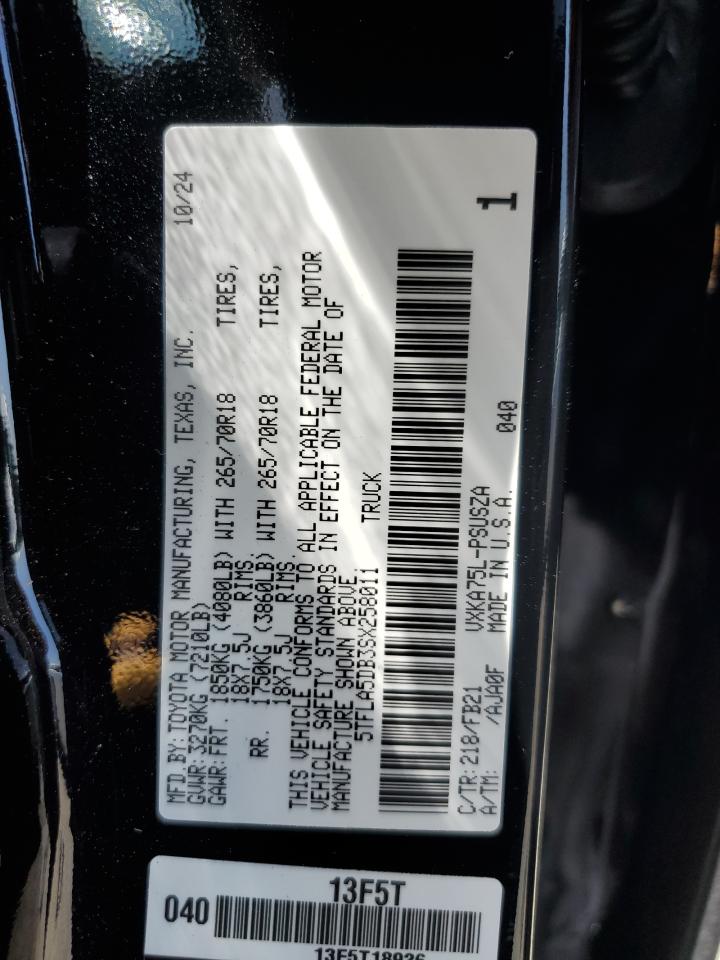 MFD.BY:TOYOTA MOTOR MANUFACTURING, TEXAS, INC. 10/24
GVWR:3270KG (7210LB)
GAWR:FRT. 1850KG (4080LB) WITH 265/70R18 TIRES,
18X7.5J RIMS.
RR. 1750KG (3860LB) WITH 265/70R18 TIRES,
18X7.5J RIMS.
THIS VEHICLE CONFORMS TO ALL APPLICABLE FEDERAL MOTOR
VEHICLE SAFETY STANDARDS IN EFFECT ON THE DATE OF
MANUFACTURE SHOWN ABOVE.
5TFLA5DB3SX258011 TRUCK
C/TR:218/FB21 VXKA75L-PSUSZA 040 1
A/TM: /AJA0F MADE IN U.S.A.
13F5T
040
13F5T18936